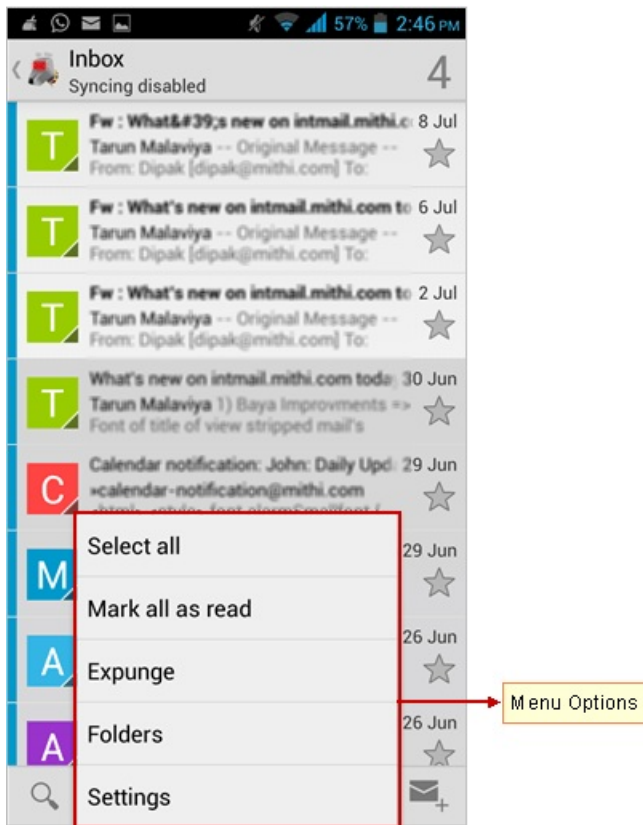 57% 2:46 PM
Inbox
Syncing disabled
4
Fw : What&#39;s new on intmail.mithi.c 8 Jul
T
Tarun Malaviya -- Original Message --
From: Dipak [dipak@mithi.com] To:
Fw : What's new on intmail.mithi.com to 6 Jul
T
Tarun Malaviya -- Original Message --
From: Dipak [dipak@mithi.com] To:
Fw : What's new on intmail.mithi.com to 2 Jul
T
Tarun Malaviya -- Original Message --
From: Dipak [dipak@mithi.com] To:
What's new on intmail.mithi.com today 30 Jun
T
Tarun Malaviya 1) Baya Improvments =>
Font of title of view stripped mail's
Calendar notification: John: Daily Upd 29 Jun
C
»calendar-notification@mithi.com
M
29 Jun
A
26 Jun
A
26 Jun
Select all
Mark all as read
Expunge
Folders
Settings
Menu Options